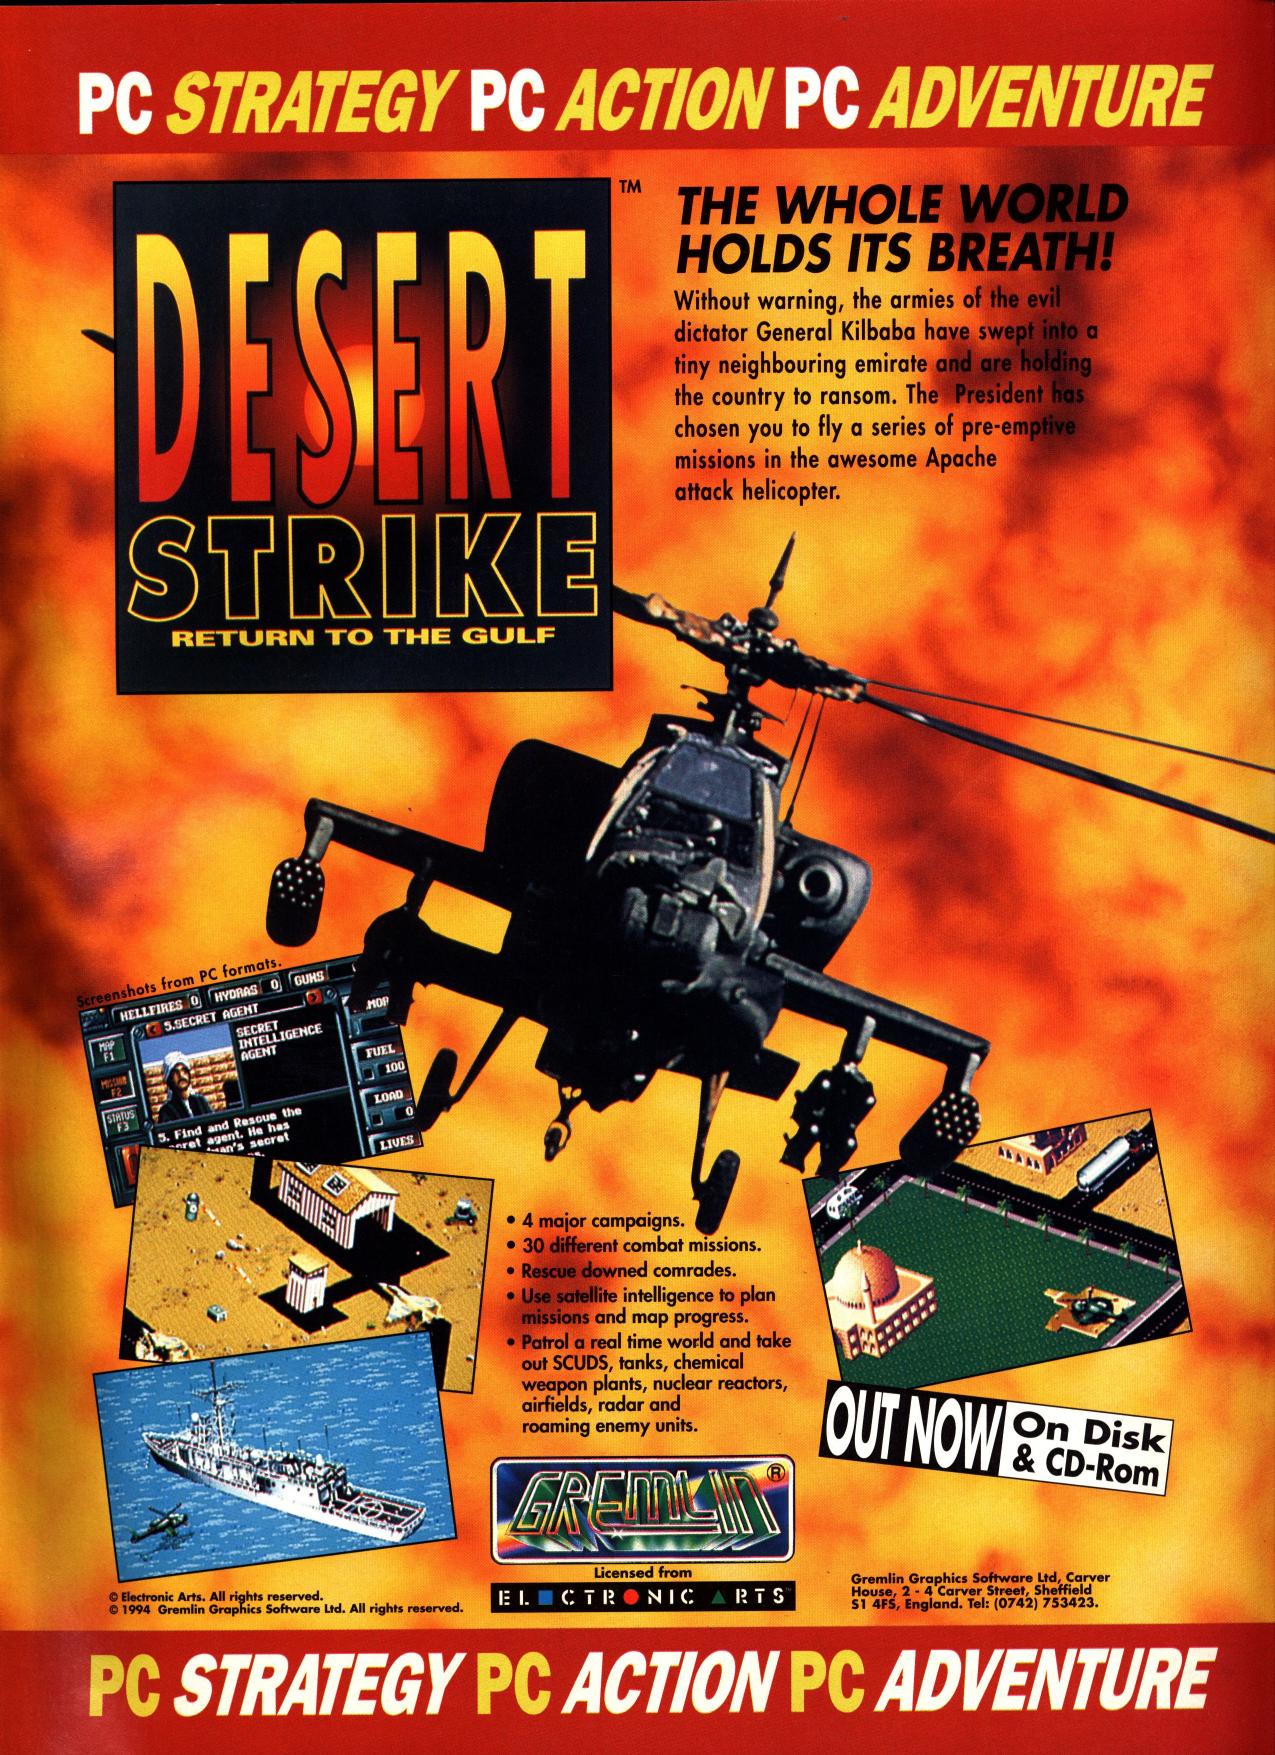 PC STRATEGY PC ACTION PC ADVENTURE
DESERT
STRIKE
RETURN TO THE GULF
TM
THE WHOLE WORLD
HOLDS ITS BREATH!
Without warning, the armies of the evil
dictator General Kilbaba have swept into a
tiny neighbouring emirate and are holding
the country to ransom. The President has
chosen you to fly a series of pre-emptive
missions in the awesome Apache
attack helicopter.
Screenshots from PC formats.
HELLFIRES 0 HYDRAS 0 GUNS
5.SECRET AGENT
SECRET
INTELLIGENCE
AGENT
MAP
F1
F2
STATUS
F3
FUEL
100
LOAD
0
LIVES
5. Find and Rescue the
agent. He has
secret
• 4 major campaigns.
• 30 different combat missions.
• Rescue downed comrades.
• Use satellite intelligence to plan
missions and map progress.
• Patrol a real time world and take
out SCUDS, tanks, chemical
weapon plants, nuclear reactors,
airfields, radar and
roaming enemy units.
OUT NOW On Disk
& CD-Rom
GREMLIN ®
Licensed from
ELECTRONIC ARTS™
© Electronic Arts. All rights reserved.
© 1994 Gremlin Graphics Software Ltd. All rights reserved.
Gremlin Graphics Software Ltd, Carver
House, 2 - 4 Carver Street, Sheffield
S1 4FS, England. Tel: (0742) 753423.
PC STRATEGY PC ACTION PC ADVENTURE